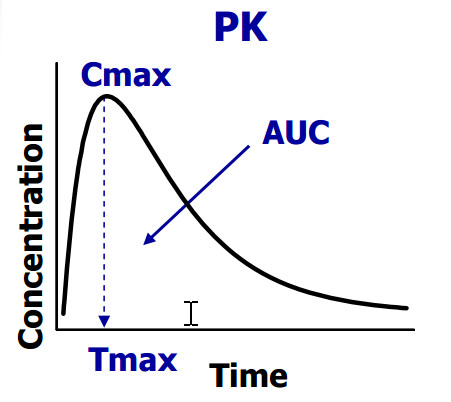 PK
Cmax
AUC
Concentration
Tmax
Time